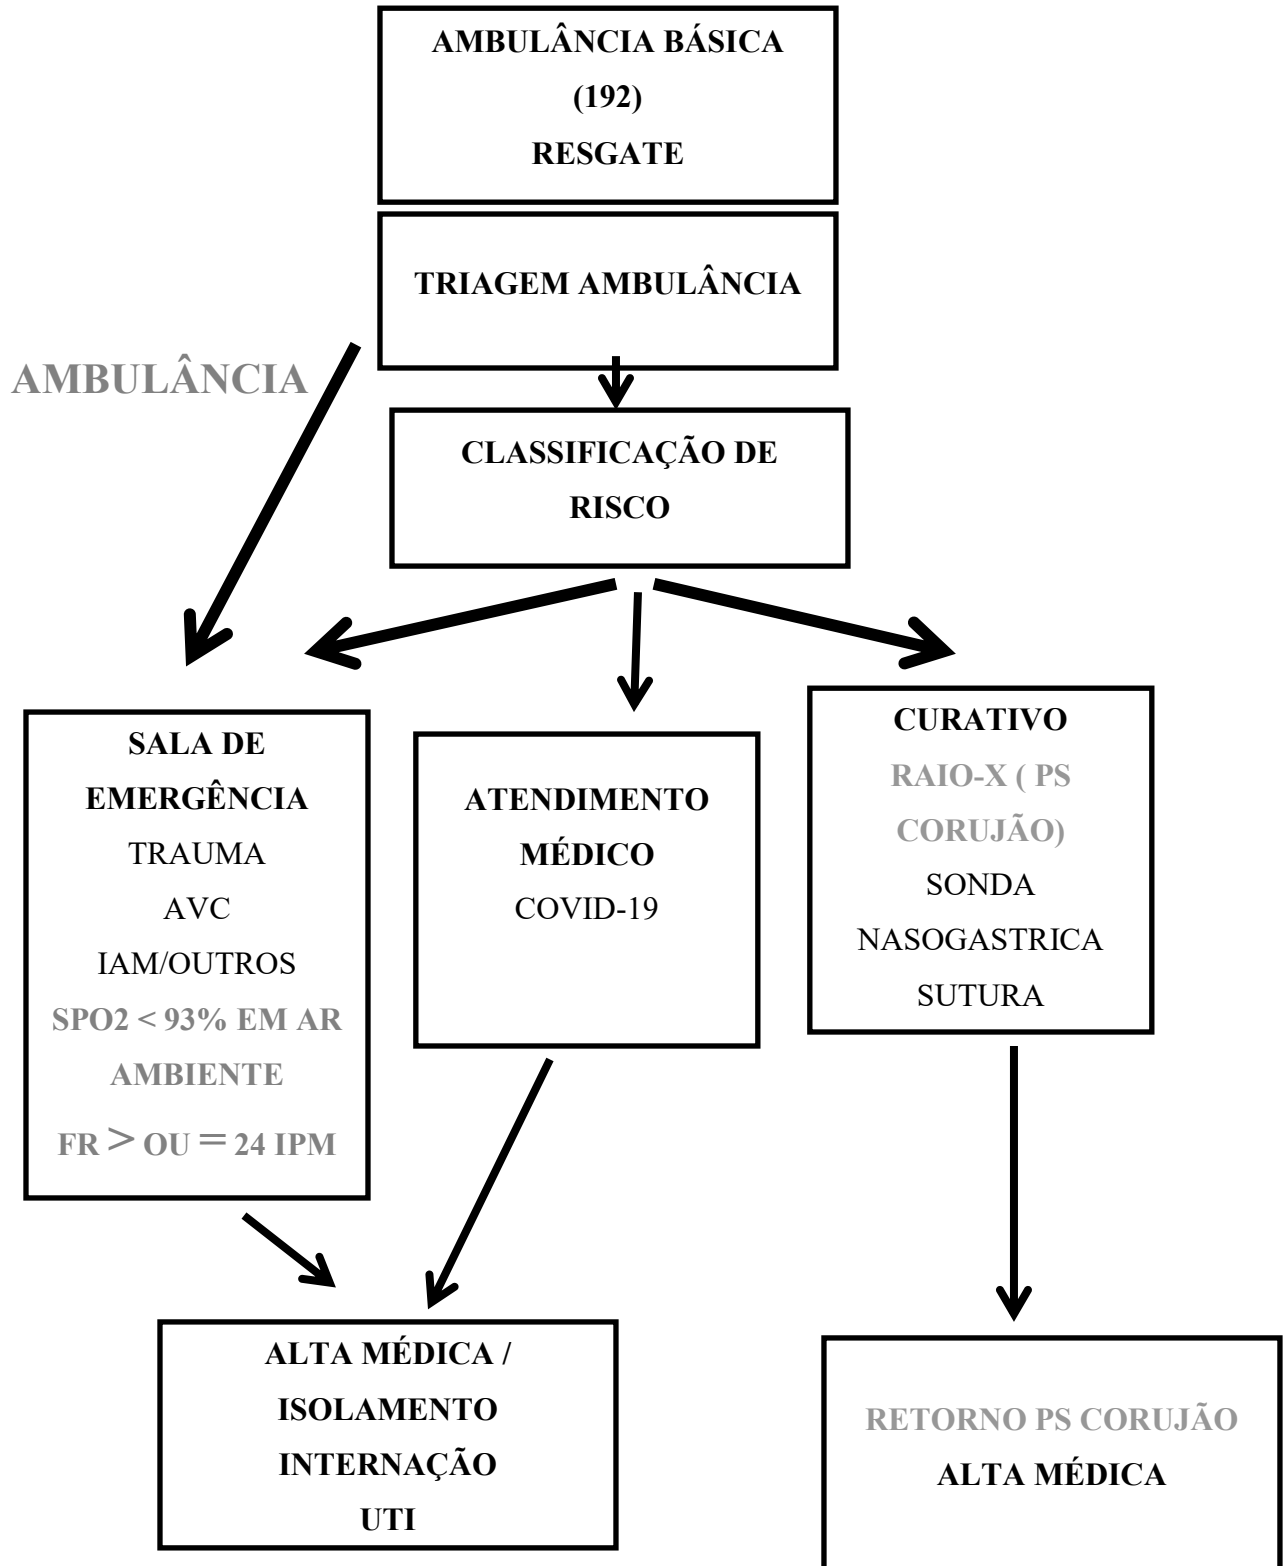 AMBULÂNCIA BÁSICA
(192)
RESGATE
TRIAGEM AMBULÂNCIA
AMBULÂNCIA
CLASSIFICAÇÃO DE
RISCO
SALA DE
EMERGÊNCIA
TRAUMA
AVC
IAM/OUTROS
SPO2 < 93% EM AR
AMBIENTE
FR > OU = 24 IPM
ATENDIMENTO
MÉDICO
COVID-19
CURATIVO
RAIO-X ( PS
CORUJÃO)
SONDA
NASOGASTRICA
SUTURA
ALTA MÉDICA /
ISOLAMENTO
INTERNAÇÃO
UTI
RETORNO PS CORUJÃO
ALTA MÉDICA